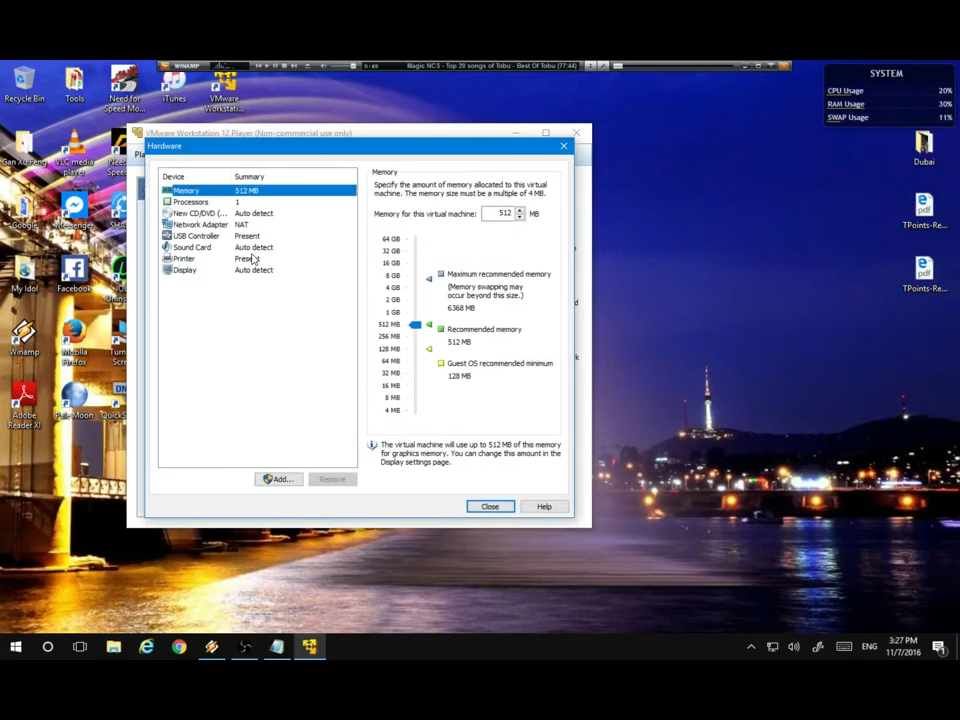 WINAMP
0:25
Magic NCS - Top 20 songs of Tobu - Best Of Tobu (77:44)
SYSTEM
CPU Usage 20%
RAM Usage 30%
SWAP Usage 11%
Recycle Bin
Tools
Need for
Speed Mo...
iTunes
VMware
Workstati...
Gan Xu Feng
VLC media
player
Google
Messenger
My Idol
Facebook
Winamp
Mozilla
Firefox
Adobe
Reader XI
Pale Moon
Dubai
TPoints-Re...
TPoints-Re...
VMware Workstation 12 Player (Non-commercial use only)
Hardware
Device Summary
Memory 512 MB
Processors 1
New CD/DVD (... Auto detect
Network Adapter NAT
USB Controller Present
Sound Card Auto detect
Printer Present
Display Auto detect
Add...
Remove
Memory
Specify the amount of memory allocated to this virtual
machine. The memory size must be a multiple of 4 MB.
Memory for this virtual machine: 512 MB
64 GB
32 GB
16 GB
8 GB
4 GB
2 GB
1 GB
512 MB
256 MB
128 MB
64 MB
32 MB
16 MB
8 MB
4 MB
Maximum recommended memory
(Memory swapping may
occur beyond this size.)
6368 MB
Recommended memory
512 MB
Guest OS recommended minimum
128 MB
The virtual machine will use up to 512 MB of this memory
for graphics memory. You can change this amount in the
Display settings page.
Close
Help
ENG
3:27 PM
11/7/2016